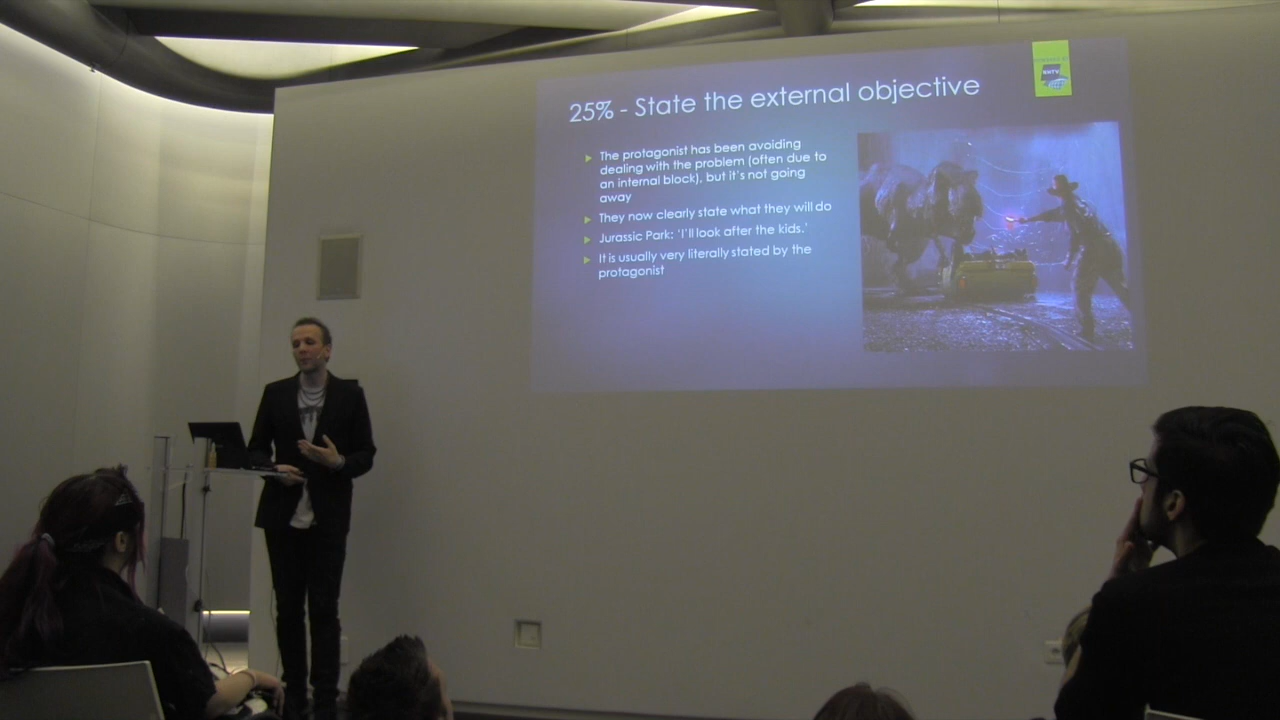 25% - State the external objective
The protagonist has been avoiding
dealing with the problem (often due to
an internal block), but it's not going
away
They now clearly state what they will do
Jurassic Park: 'I'll look after the kids.'
It is usually very literally stated by the
protagonist
NHTV